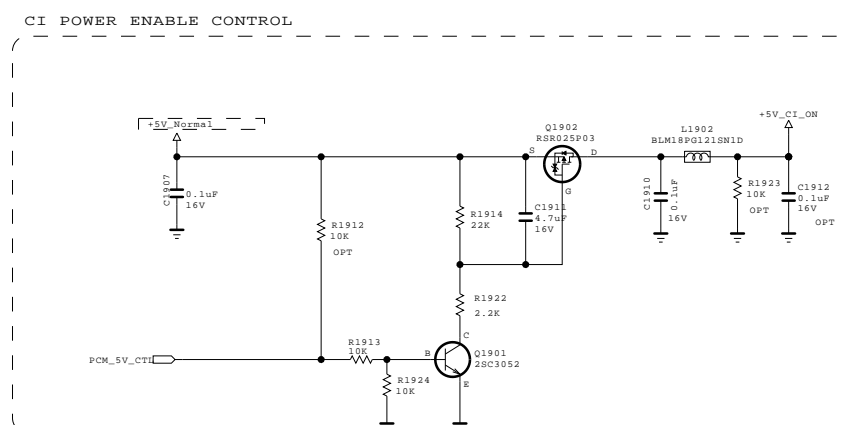 CI POWER ENABLE CONTROL
+5V_Normal
+5V_CI_ON
Q1902
RSR025P03
L1902
BLM18PG121SN1D
S
D
G
C1907
0.1uF
16V
R1912
10K
OPT
R1914
22K
C1911
4.7uF
16V
C1910
0.1uF
16V
R1923
10K
OPT
C1912
0.1uF
16V
OPT
R1922
2.2K
C
R1913
10K
B
Q1901
2SC3052
E
PCM_5V_CTL
R1924
10K